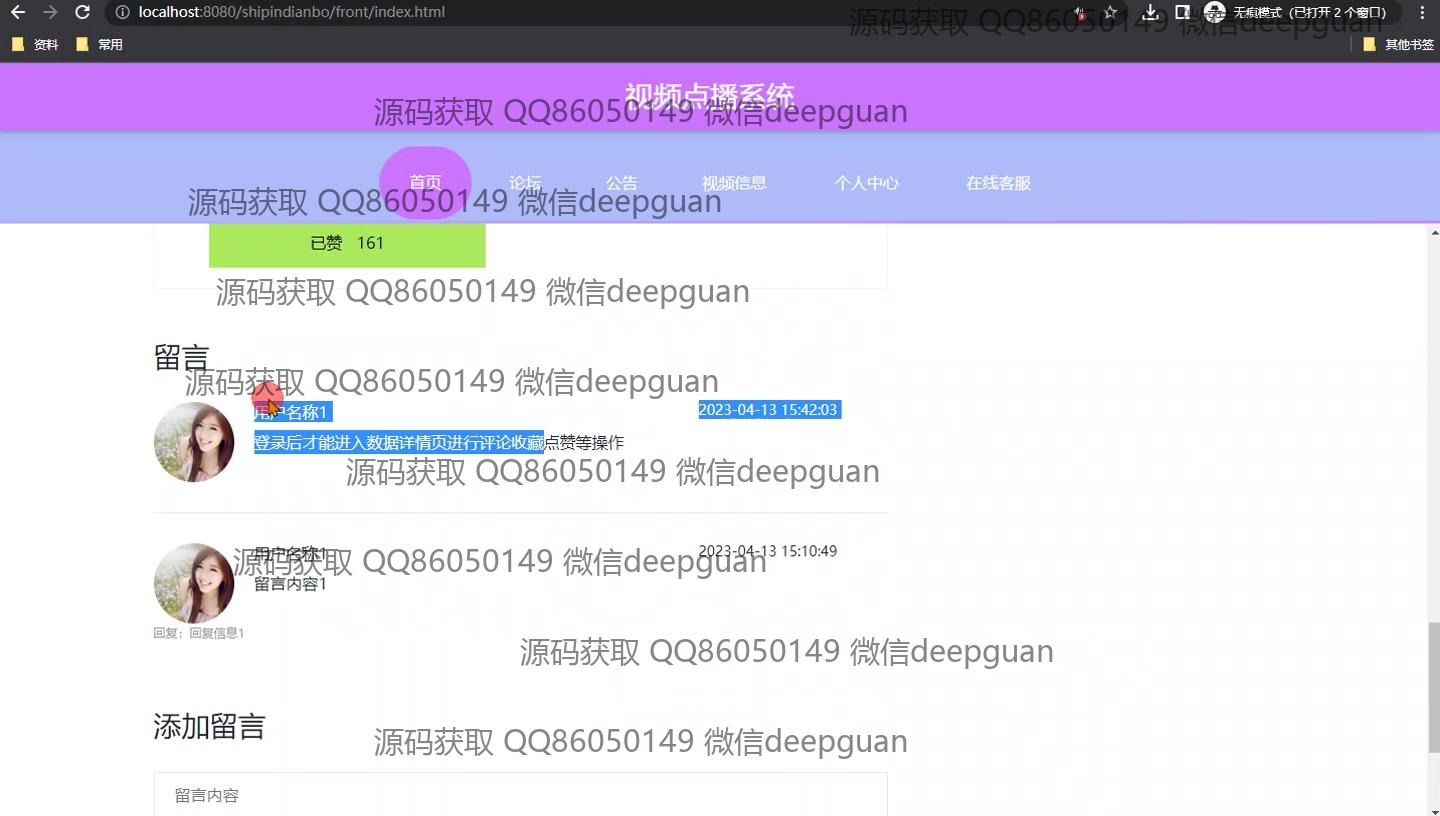 localhost:8080/shipindianbo/front/index.html
无痕模式 (已打开 2 个窗口)
源码获取 QQ86050149 微信deepguan
资料 常用 其他书签
视频点播系统
源码获取 QQ86050149 微信deepguan
首页 论坛 公告 视频信息 个人中心 在线客服
源码获取 QQ86050149 微信deepguan
已赞 161
源码获取 QQ86050149 微信deepguan
留言
源码获取 QQ86050149 微信deepguan
用户名称1 2023-04-13 15:42:03
登录后才能进入数据详情页进行评论收藏点赞等操作
源码获取 QQ86050149 微信deepguan
用户名称1 2023-04-13 15:10:49
源码获取 QQ86050149 微信deepguan
留言内容1
回复：回复信息1
源码获取 QQ86050149 微信deepguan
添加留言
源码获取 QQ86050149 微信deepguan
留言内容